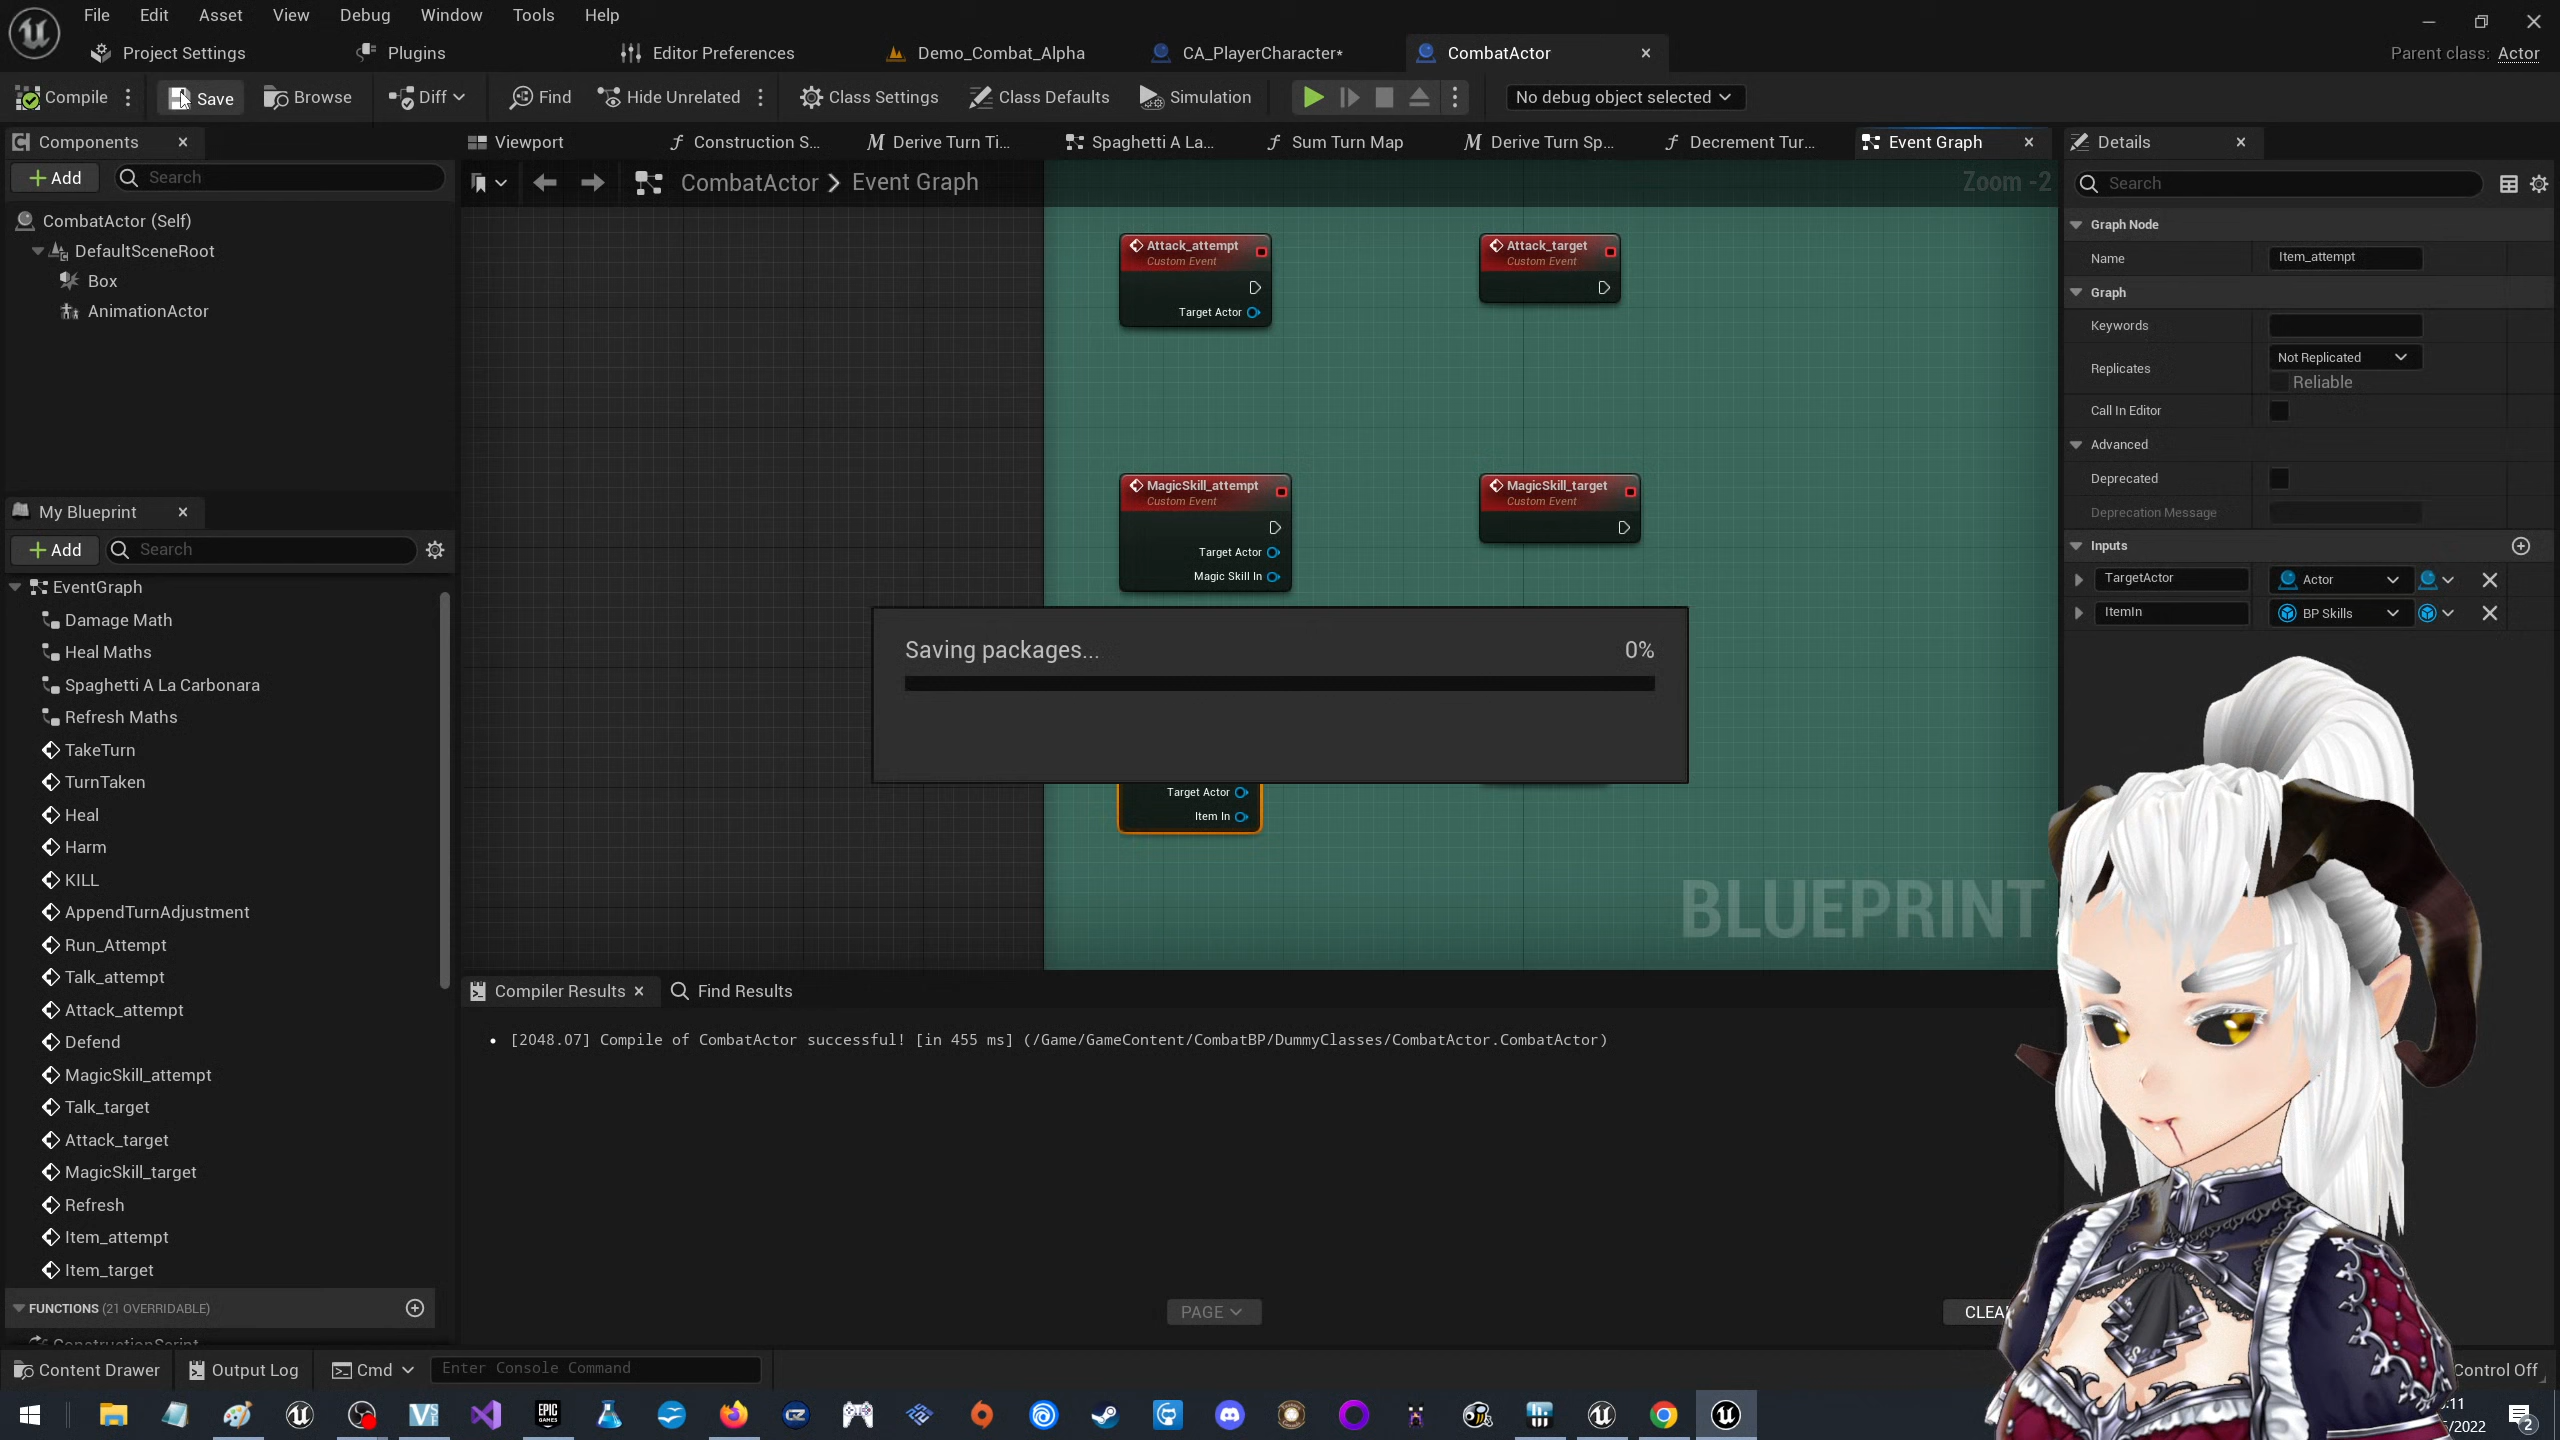 File Edit Asset View Debug Window Tools Help
Project Settings Plugins Editor Preferences Demo_Combat_Alpha CA_PlayerCharacter* CombatActor Parent class: Actor
Compile Save Browse Diff Find Hide Unrelated Class Settings Class Defaults Simulation No debug object selected
Components
Add Search
CombatActor (Self)
DefaultSceneRoot
Box
AnimationActor
My Blueprint
Add Search
EventGraph
Damage Math
Heal Maths
Spaghetti A La Carbonara
Refresh Maths
TakeTurn
TurnTaken
Heal
Harm
KILL
AppendTurnAdjustment
Run_Attempt
Talk_attempt
Attack_attempt
Defend
MagicSkill_attempt
Talk_target
Attack_target
MagicSkill_target
Refresh
Item_attempt
Item_target
FUNCTIONS (21 OVERRIDABLE)
ConstructionScript
Viewport Construction S... Derive Turn Ti... Spaghetti A La... Sum Turn Map Derive Turn Sp... Decrement Tur... Event Graph
CombatActor > Event Graph Zoom -2
Attack_attempt
Custom Event
Target Actor
Attack_target
Custom Event
MagicSkill_attempt
Custom Event
Target Actor
Magic Skill In
MagicSkill_target
Custom Event
Saving packages... 0%
Target Actor
Item In
BLUEPRINT
Compiler Results Find Results
[2048.07] Compile of CombatActor successful! [in 455 ms] (/Game/GameContent/CombatBP/DummyClasses/CombatActor.CombatActor)
PAGE
Details
Search
Graph Node
Name Item_attempt
Graph
Keywords
Replicates Not Replicated
Reliable
Call In Editor
Advanced
Deprecated
Deprecation Message
Inputs
TargetActor Actor
ItemIn BP Skills
Content Drawer Output Log Cmd Enter Console Command Control Off
EPIC GAMES
:11
/2022
2